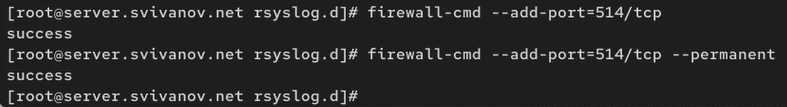 [root@server.svivanov.net rsyslog.d]# firewall-cmd --add-port=514/tcp
success
[root@server.svivanov.net rsyslog.d]# firewall-cmd --add-port=514/tcp --permanent
success
[root@server.svivanov.net rsyslog.d]#